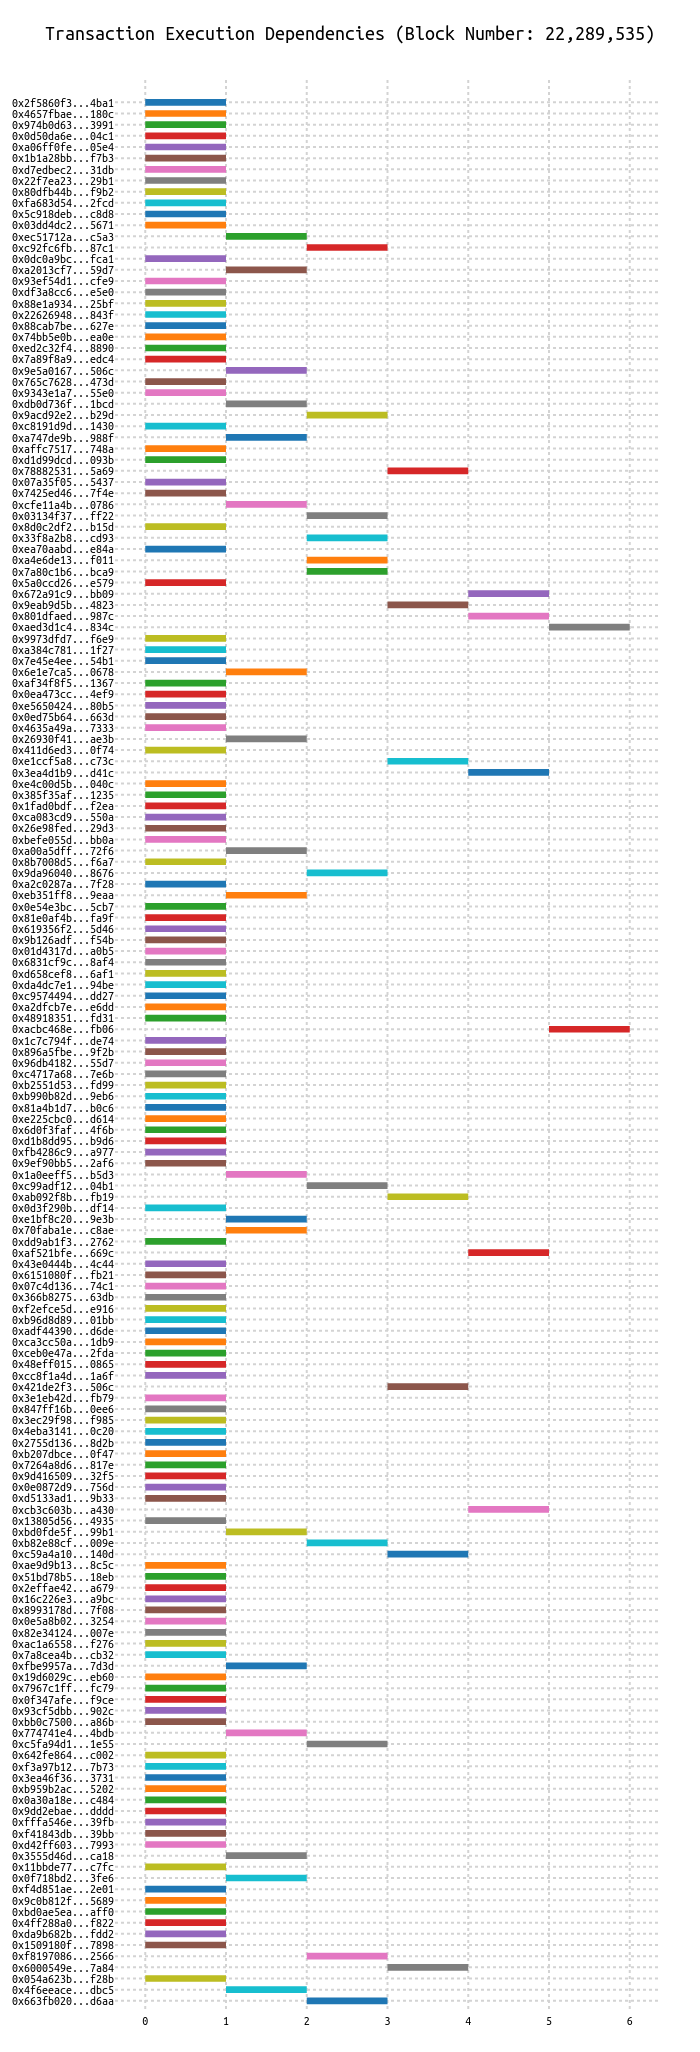 Transaction Execution Dependencies (Block Number: 22,289,535)
0x2f5860f3...4ba1
0x4657fbae...180c
0x974b0d63...3991
0x0d50da6e...04c1
0xa06ff0fe...05e4
0x1b1a28bb...f7b3
0xd7edbec2...31db
0x22f7ea23...29b1
0x80dfb44b...f9b2
0xfa683d54...2fcd
0x5c918deb...c8d8
0x03dd4dc2...5671
0xec51712a...c5a3
0xc92fc6fb...87c1
0x0dc0a9bc...fca1
0xa2013cf7...59d7
0x93ef54d1...cfe9
0xdf3a8cc6...e5e0
0x88e1a934...25bf
0x22626948...843f
0x88cab7be...627e
0x74bb5e0b...ea0e
0xed2c32f4...8890
0x7a89f8a9...edc4
0x9e5a0167...506c
0x765c7628...473d
0x9343e1a7...55e0
0xdb0d736f...1bcd
0x9acd92e2...b29d
0xc8191d9d...1430
0xa747de9b...988f
0xaffc7517...748a
0xd1d99dcd...093b
0x78882531...5a69
0x07a35f05...5437
0x7425ed46...7f4e
0xcfe11a4b...0786
0x03134f37...ff22
0x8d0c2df2...b15d
0x33f8a2b8...cd93
0xea70aabd...e84a
0xa4e6de13...f011
0x7a80c1b6...bca9
0x5a0ccd26...e579
0x672a91c9...bb09
0x9eab9d5b...4823
0x801dfaed...987c
0xaed3d1c4...834c
0x9973dfd7...f6e9
0xa384c781...1f27
0x7e45e4ee...54b1
0x6e1e7ca5...0678
0xaf34f8f5...1367
0x0ea473cc...4ef9
0xe5650424...80b5
0x0ed75b64...663d
0x4635a49a...7333
0x26930f41...ae3b
0x411d6ed3...0f74
0xe1ccf5a8...c73c
0x3ea4d1b9...d41c
0xe4c00d5b...040c
0x385f35af...1235
0x1fad0bdf...f2ea
0xca083cd9...550a
0x26e98fed...29d3
0xbefe055d...bb0a
0xa00a5dff...72f6
0x8b7008d5...f6a7
0x9da96040...8676
0xa2c0287a...7f28
0xeb351ff8...9eaa
0x0e54e3bc...5cb7
0x81e0af4b...fa9f
0x619356f2...5d46
0x9b126adf...f54b
0x01d4317d...a0b5
0x6831cf9c...8af4
0xd658cef8...6af1
0xda4dc7e1...94be
0xc9574494...dd27
0xa2dfcb7e...e6dd
0x48918351...fd31
0xacbc468e...fb06
0x1c7c794f...de74
0x896a5fbe...9f2b
0x96db4182...55d7
0xc4717a68...7e6b
0xb2551d53...fd99
0xb990b82d...9eb6
0x81a4b1d7...b0c6
0xe225cbc0...d614
0x6d0f3faf...4f6b
0xd1b8dd95...b9d6
0xfb4286c9...a977
0x9ef90bb5...2af6
0x1a0eeff5...b5d3
0xc99adf12...04b1
0xab092f8b...fb19
0x0d3f290b...df14
0xe1bf8c20...9e3b
0x70faba1e...c8ae
0xdd9ab1f3...2762
0xaf521bfe...669c
0x43e0444b...4c44
0x6151080f...fb21
0x07c4d136...74c1
0x366b8275...63db
0xf2efce5d...e916
0xb96d8d89...01bb
0xadf44390...d6de
0xca3cc50a...1db9
0xceb0e47a...2fda
0x48eff015...0865
0xcc8f1a4d...1a6f
0x421de2f3...506c
0x3e1eb42d...fb79
0x847ff16b...0ee6
0x3ec29f98...f985
0x4eba3141...0c20
0x2755d136...8d2b
0xb207dbce...0f47
0x7264a8d6...817e
0x9d416509...32f5
0x0e0872d9...756d
0xd5133ad1...9b33
0xcb3c603b...a430
0x13805d56...4935
0xbd0fde5f...99b1
0xb82e88cf...009e
0xc59a4a10...140d
0xae9d9b13...8c5c
0x51bd78b5...18eb
0x2effae42...a679
0x16c226e3...a9bc
0x8993178d...7f08
0x0e5a8b02...3254
0x82e34124...007e
0xac1a6558...f276
0x7a8cea4b...cb32
0xfbe9957a...7d3d
0x19d6029c...eb60
0x7967c1ff...fc79
0x0f347afe...f9ce
0x93cf5dbb...902c
0xbb0c7500...a86b
0x774741e4...4bdb
0xc5fa94d1...1e55
0x642fe864...c002
0xf3a97b12...7b73
0x3ea46f36...3731
0xb959b2ac...5202
0x0a30a18e...c484
0x9dd2ebae...dddd
0xfffa546e...39fb
0xf41843db...39bb
0xd42ff603...7993
0x3555d46d...ca18
0x11bbde77...c7fc
0x0f718bd2...3fe6
0xf4d851ae...2e01
0x9c0b812f...5689
0xbd0ae5ea...aff0
0x4ff288a0...f822
0xda9b682b...fdd2
0x1509180f...7898
0xf8197086...2566
0x6000549e...7a84
0x054a623b...f28b
0x4f6eeace...dbc5
0x663fb020...d6aa
0 1 2 3 4 5 6